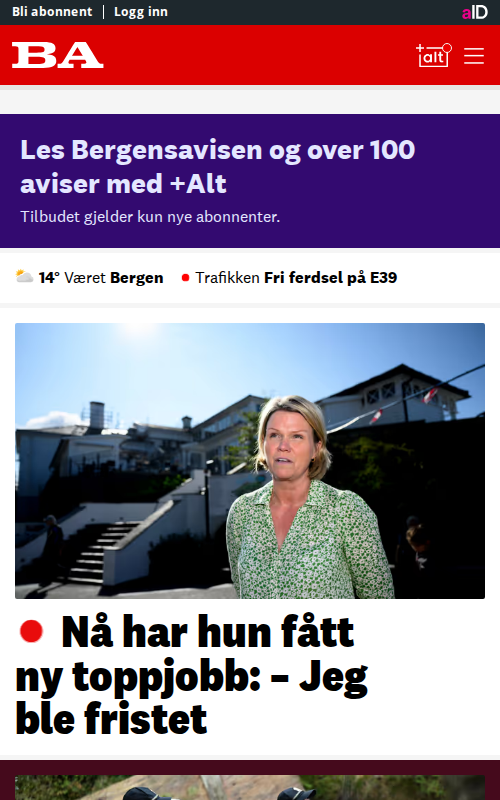 Bli abonnent | Logg inn
aID
BA
+alt
Les Bergensavisen og over 100
aviser med +Alt
Tilbudet gjelder kun nye abonnenter.
14° Været Bergen Trafikken Fri ferdsel på E39
Nå har hun fått
ny toppjobb: – Jeg
ble fristet